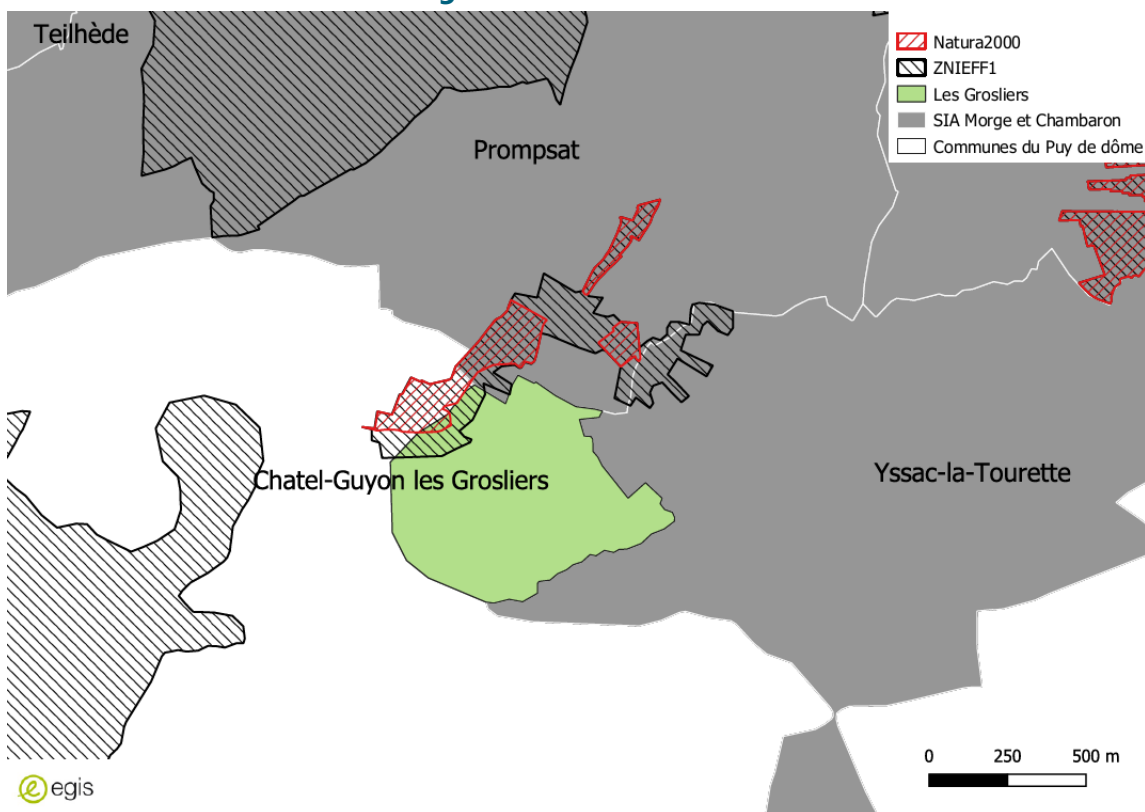 Teilhède
Natura2000
ZNIEFF1
Les Grosliers
SIA Morge et Chambaron
Communes du Puy de dôme
Prompsat
Chatel-Guyon les Grosliers
Yssac-la-Tourette
0 250 500 m
egis